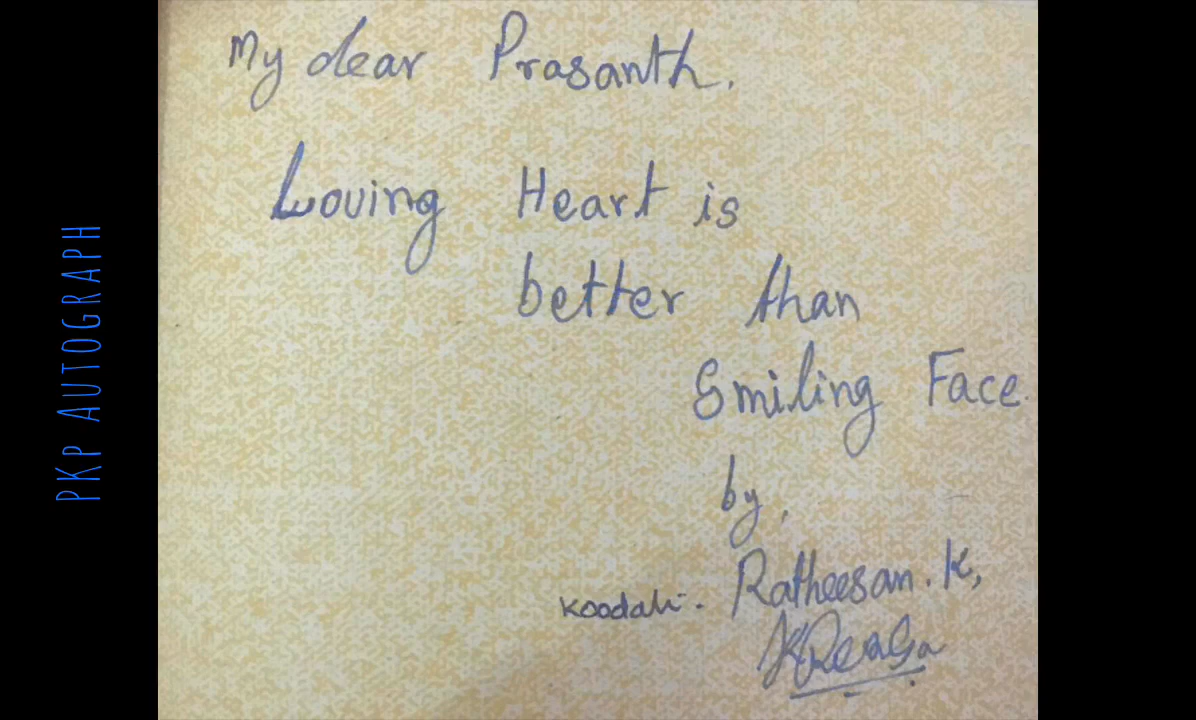 PKP AUTOGRAPH
My dear Prasanth.
Loving Heart is
better than
Smiling Face.
by,
Ratheesan. K,
Koodali.